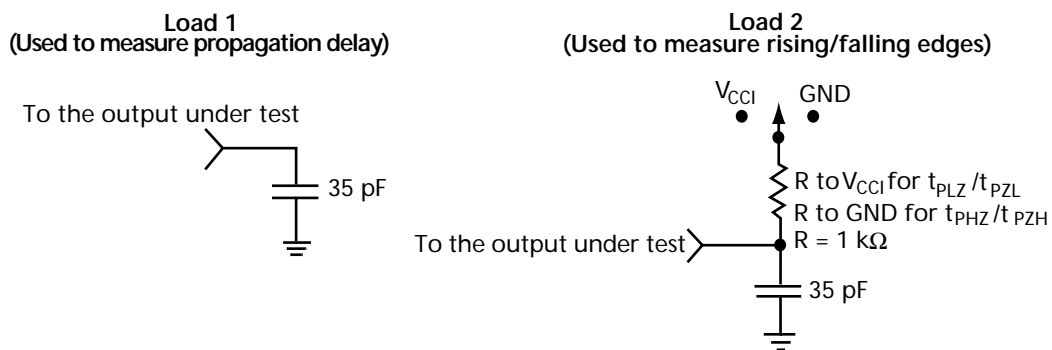 Load 1
(Used to measure propagation delay)
To the output under test
35 pF
Load 2
(Used to measure rising/falling edges)
VCCI
GND
R to VCCI for tPLZ /tPZL
R to GND for tPHZ /tPZH
R = 1 kΩ
To the output under test
35 pF